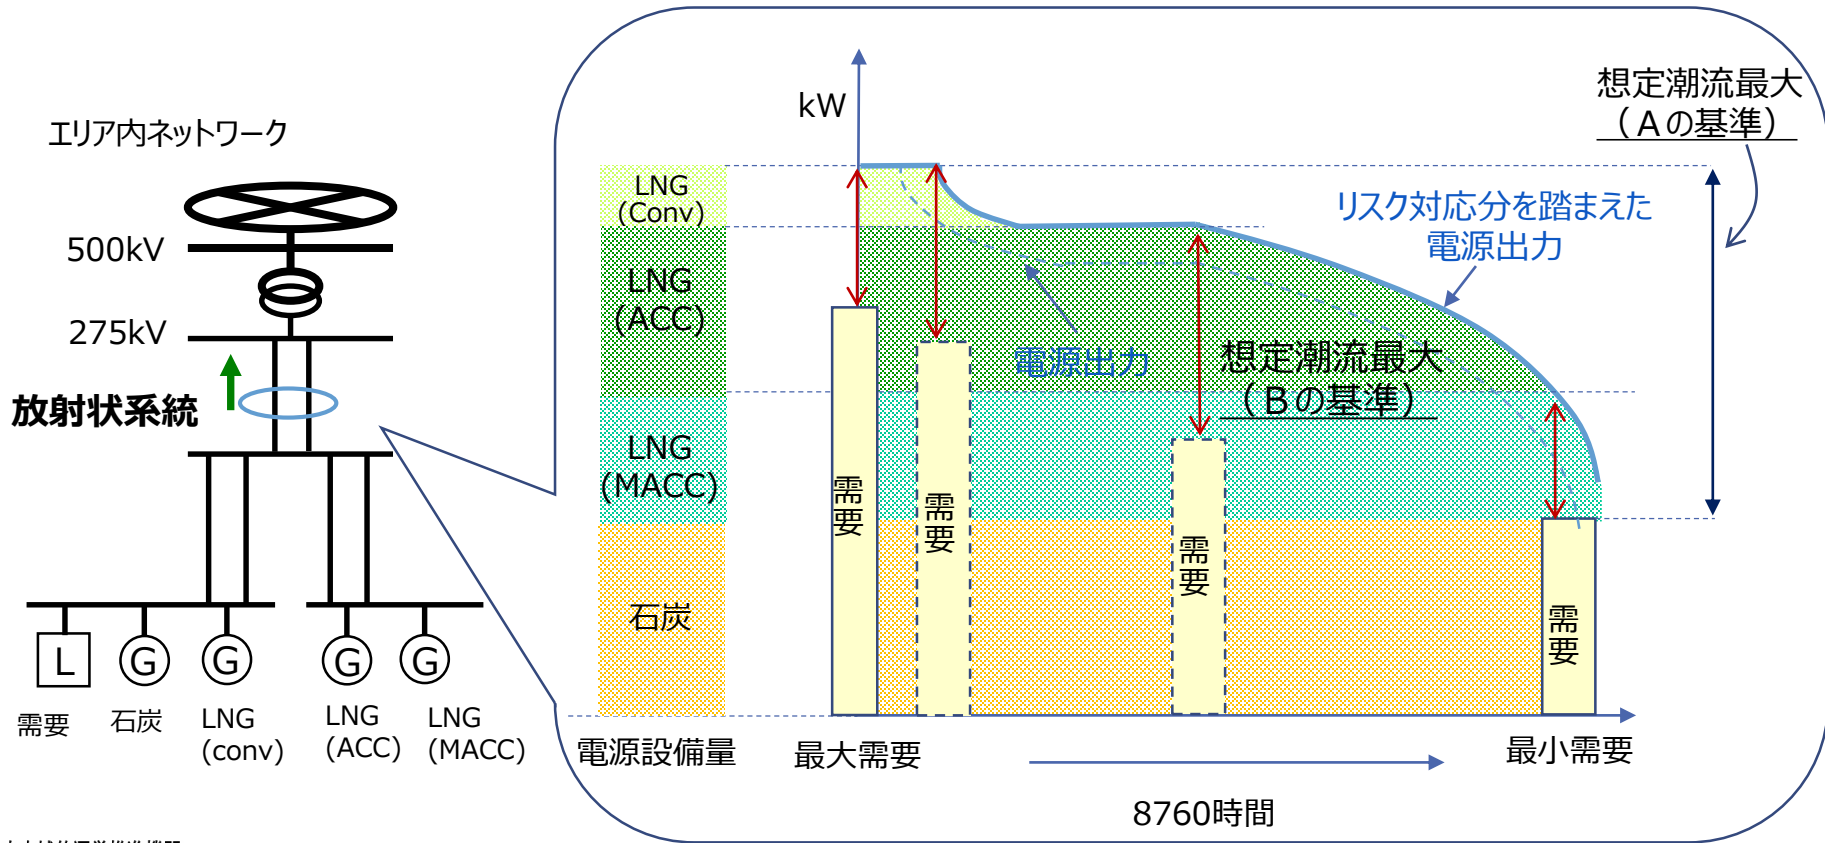 エリア内ネットワーク
500kV
275kV
放射状系統
L
G
G
G
G
需要
石炭
LNG
(conv)
LNG
(ACC)
LNG
(MACC)
kW
LNG
(Conv)
LNG
(ACC)
LNG
(MACC)
石炭
電源設備量
需要
需要
需要
需要
電源出力
リスク対応分を踏まえた
電源出力
想定潮流最大
（Ａの基準）
想定潮流最大
（Ｂの基準）
最大需要
最小需要
8760時間